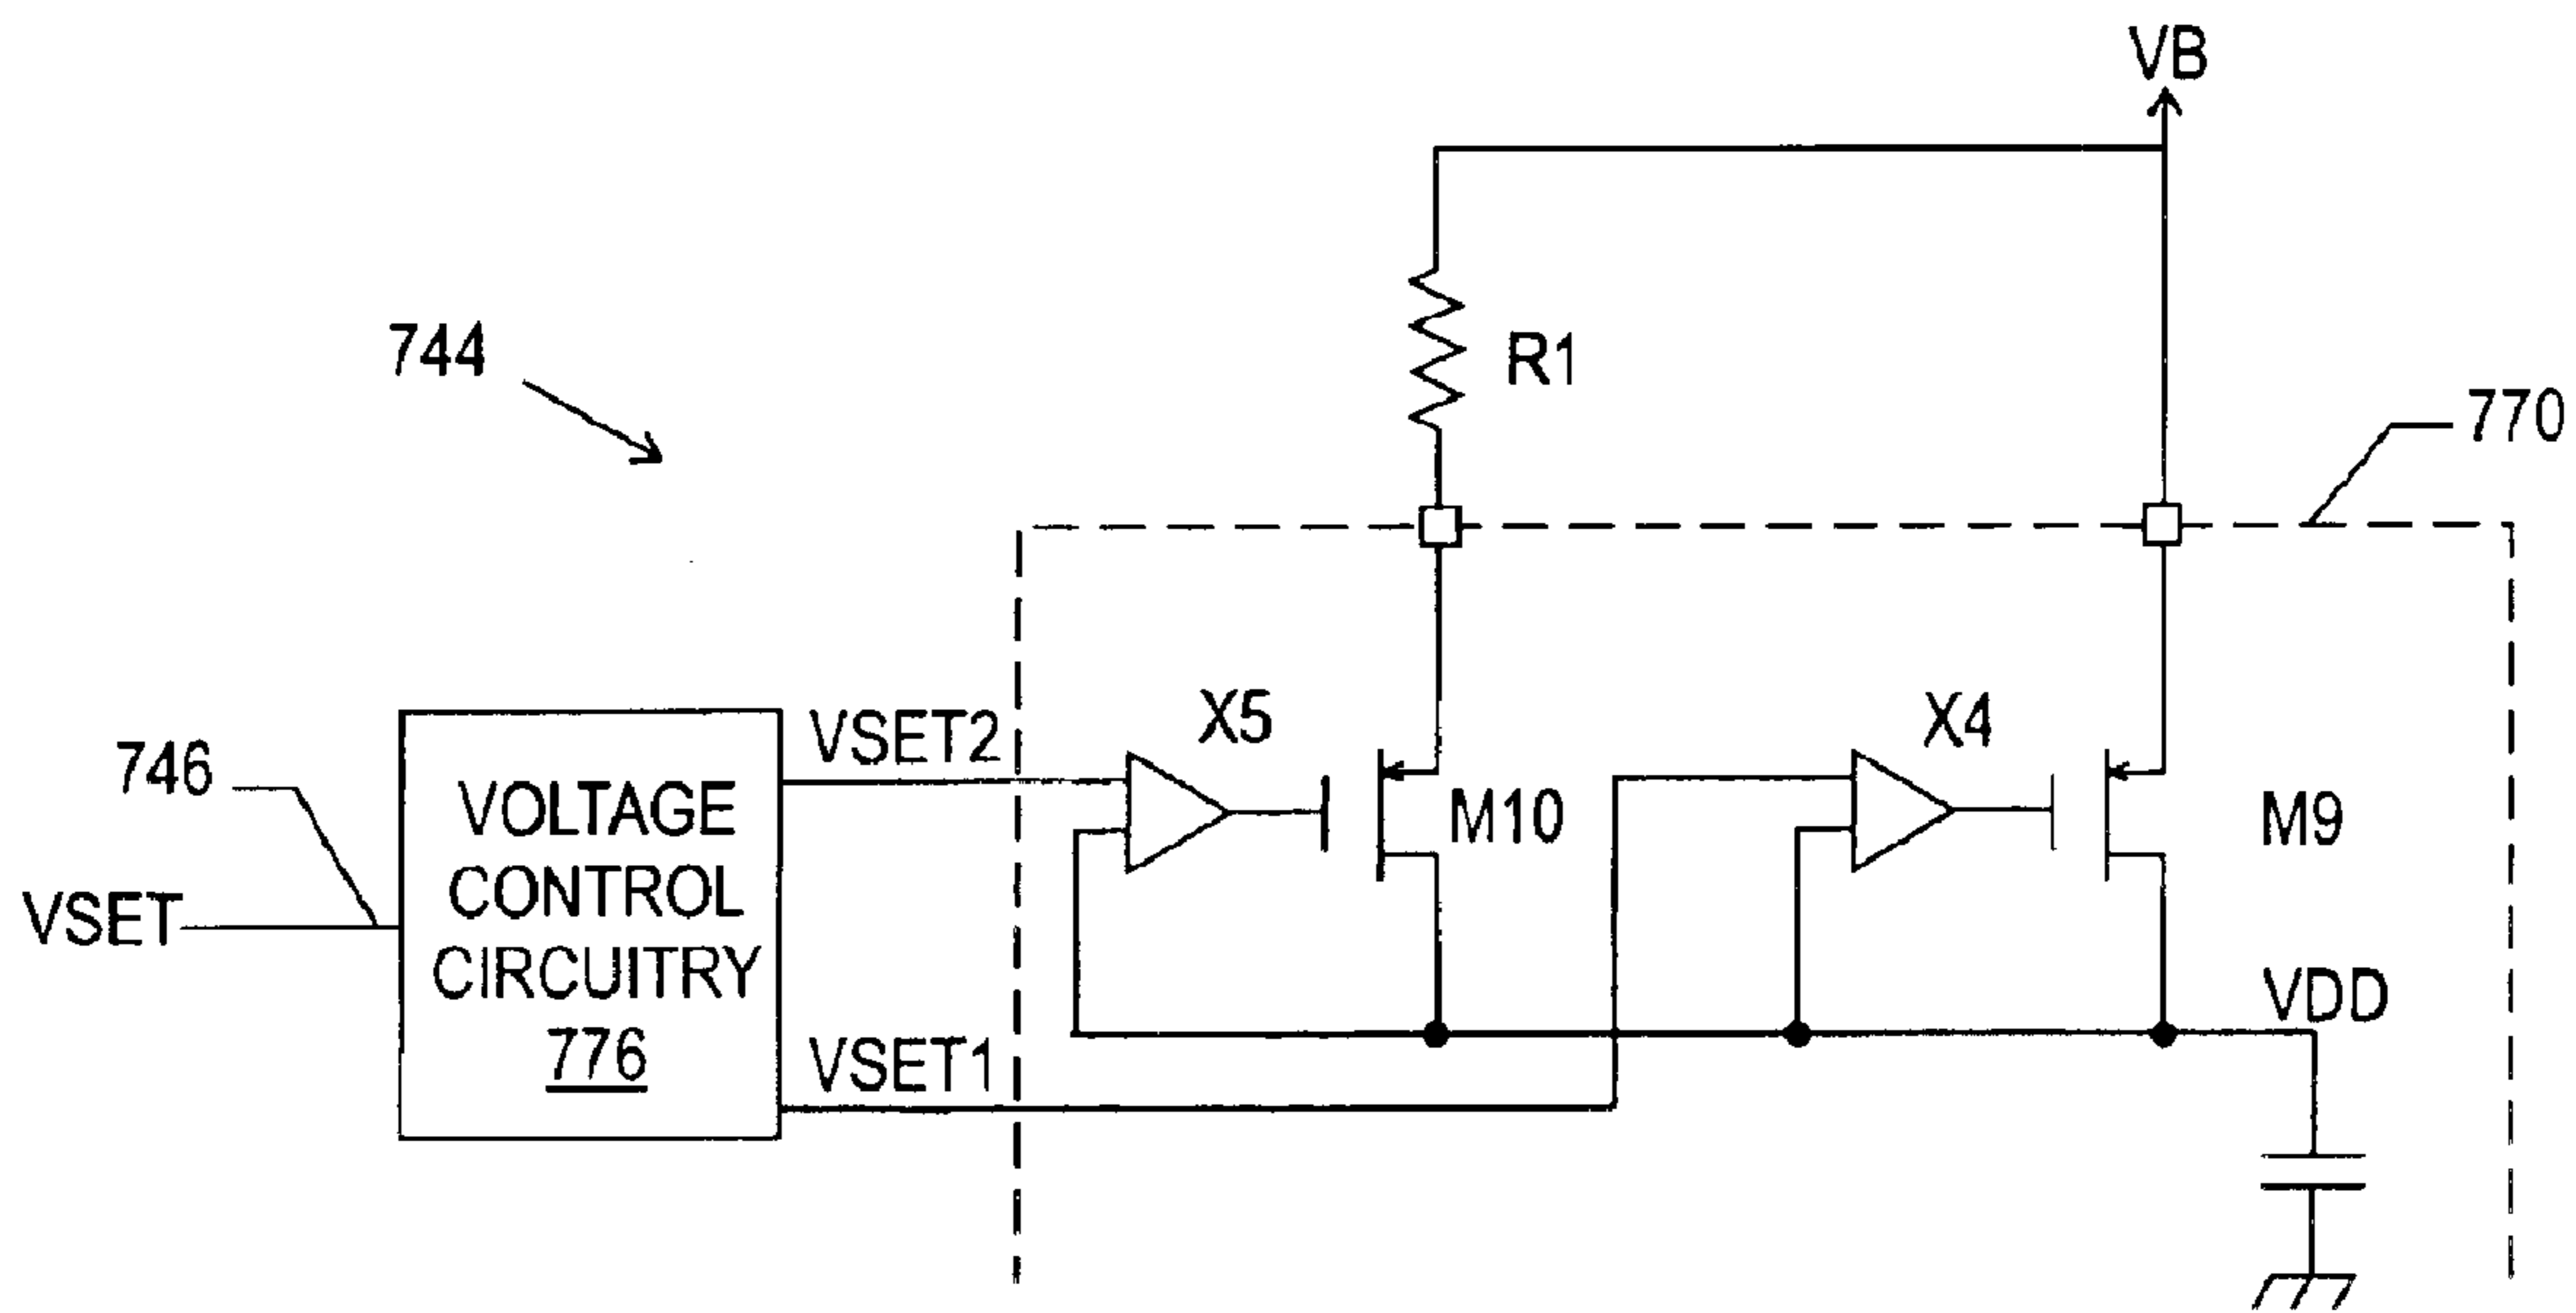 VB
744
R1
770
X5
X4
VSET2
746
VOLTAGE
CONTROL
CIRCUITRY
776
M10
M9
VSET
VDD
VSET1